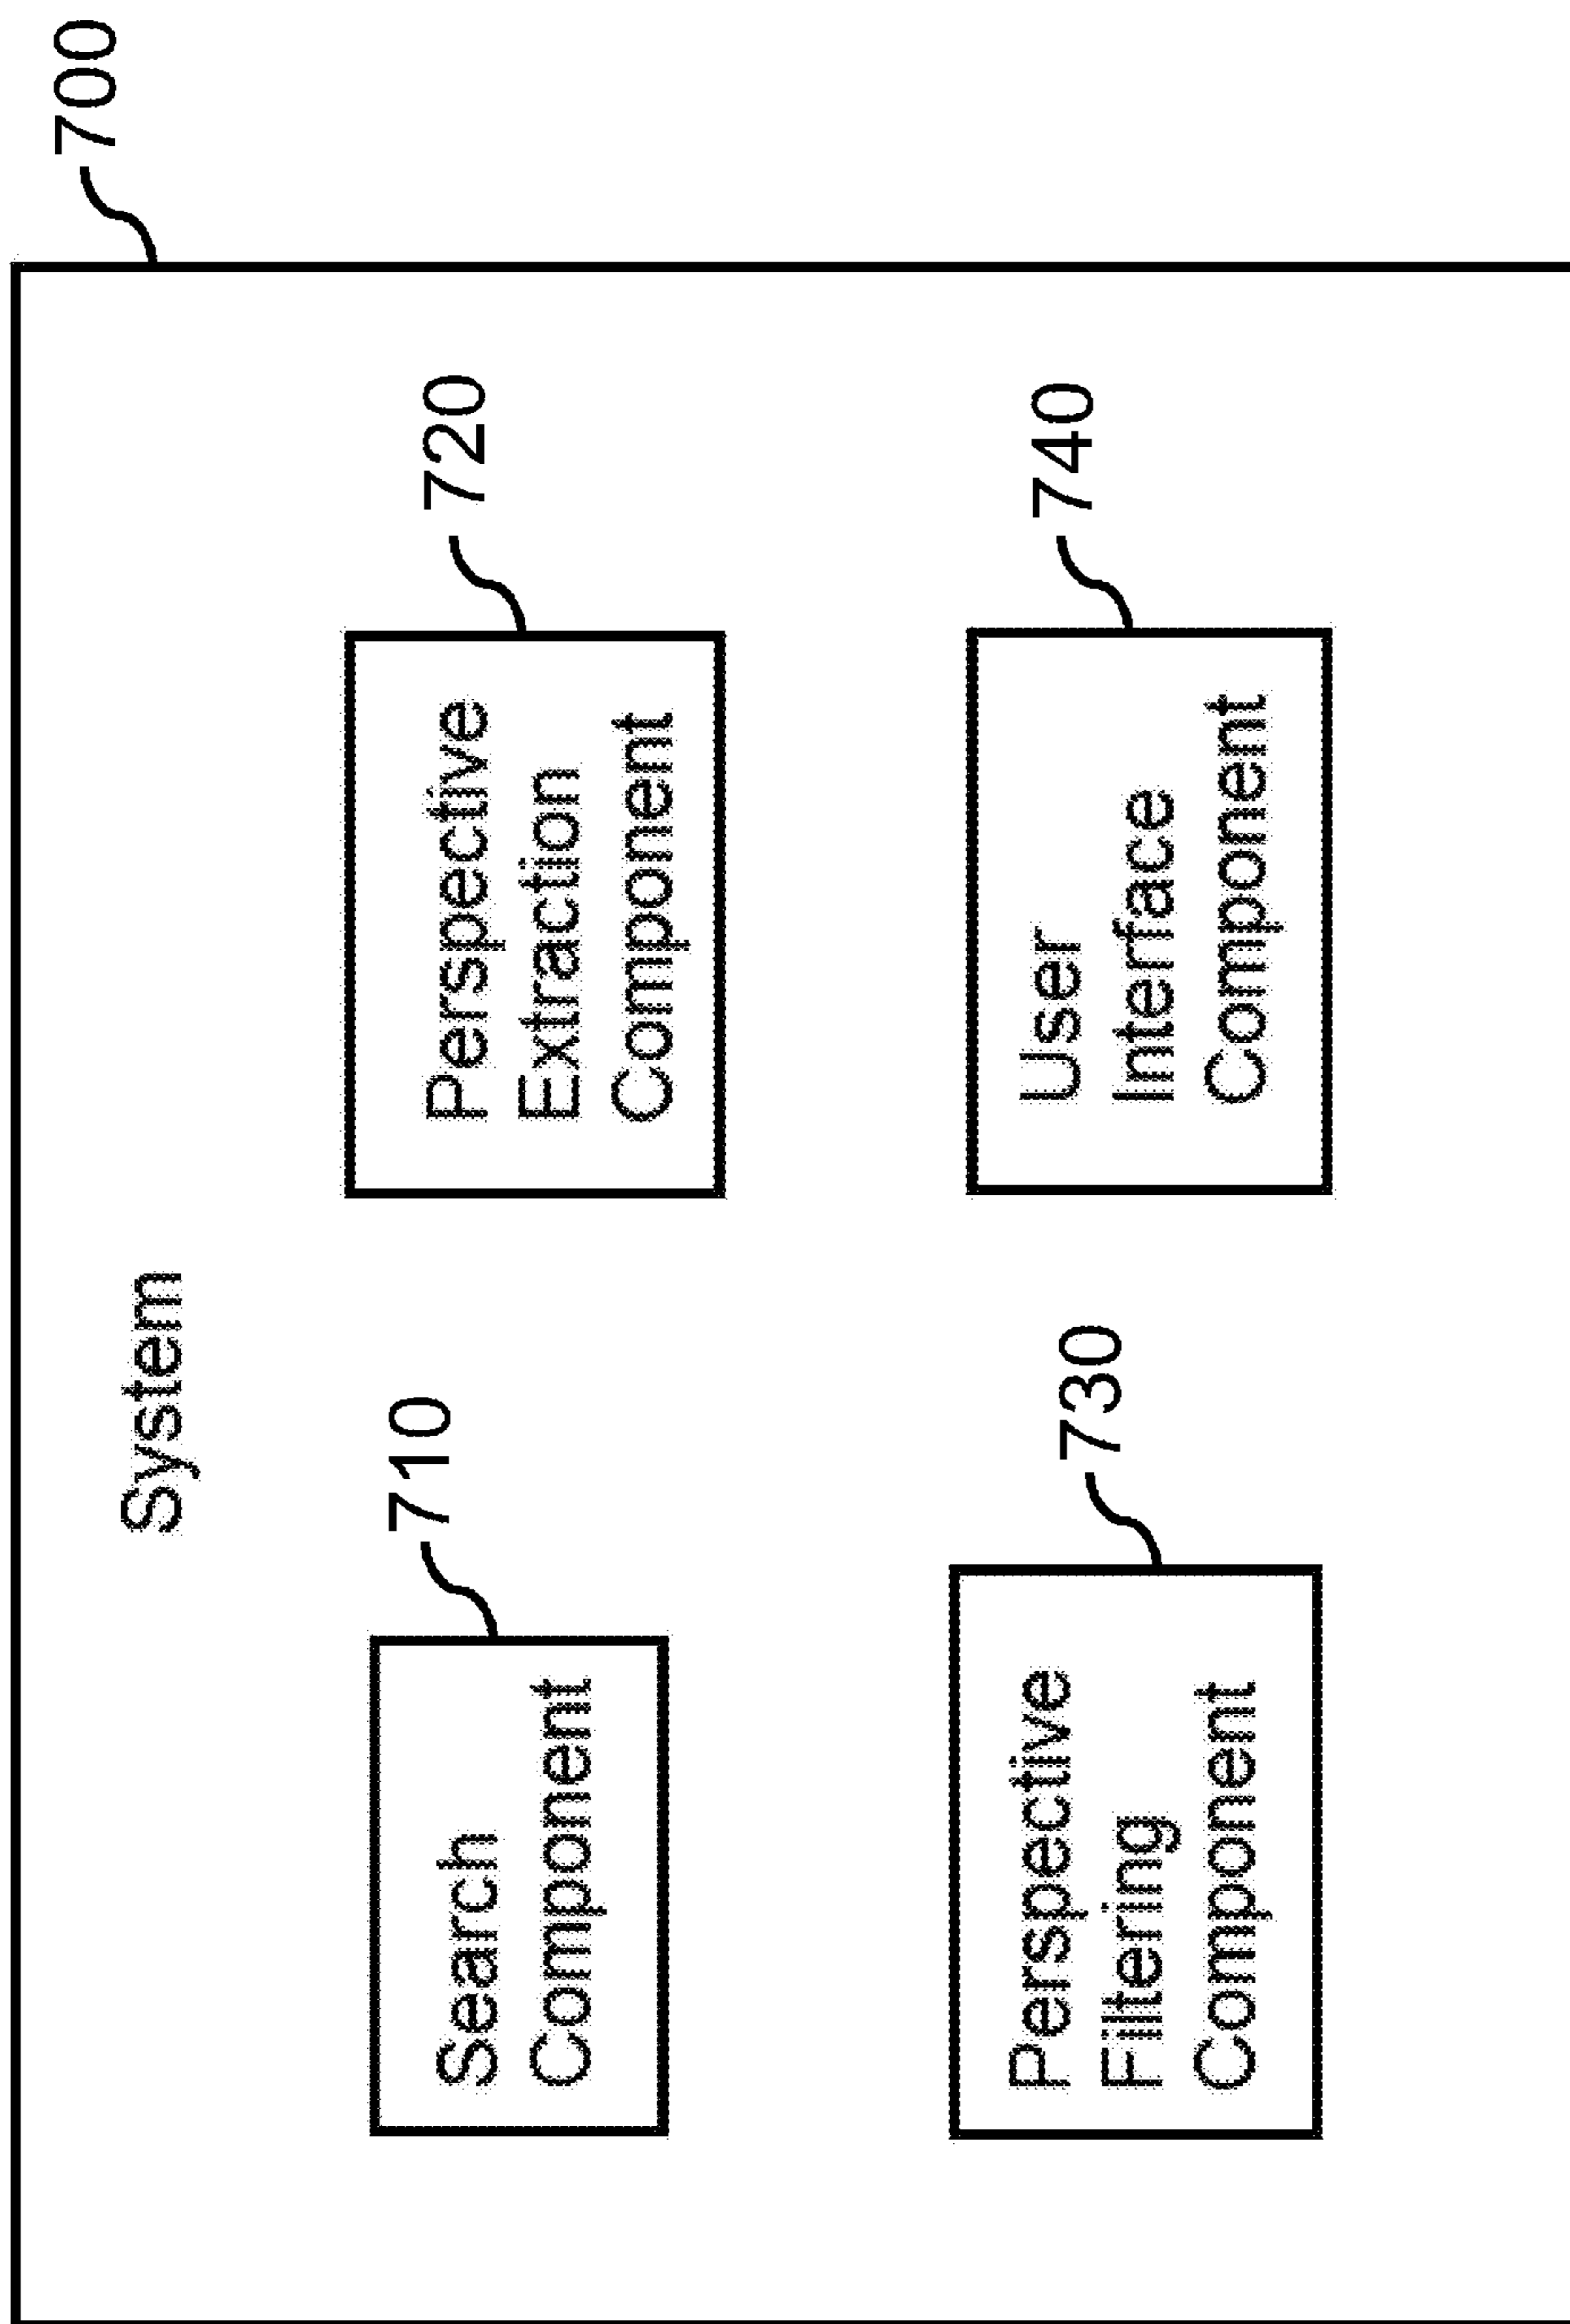 700
System
710
Search
Component
720
Perspective
Extraction
Component
730
Perspective
Filtering
Component
740
User
Interface
Component